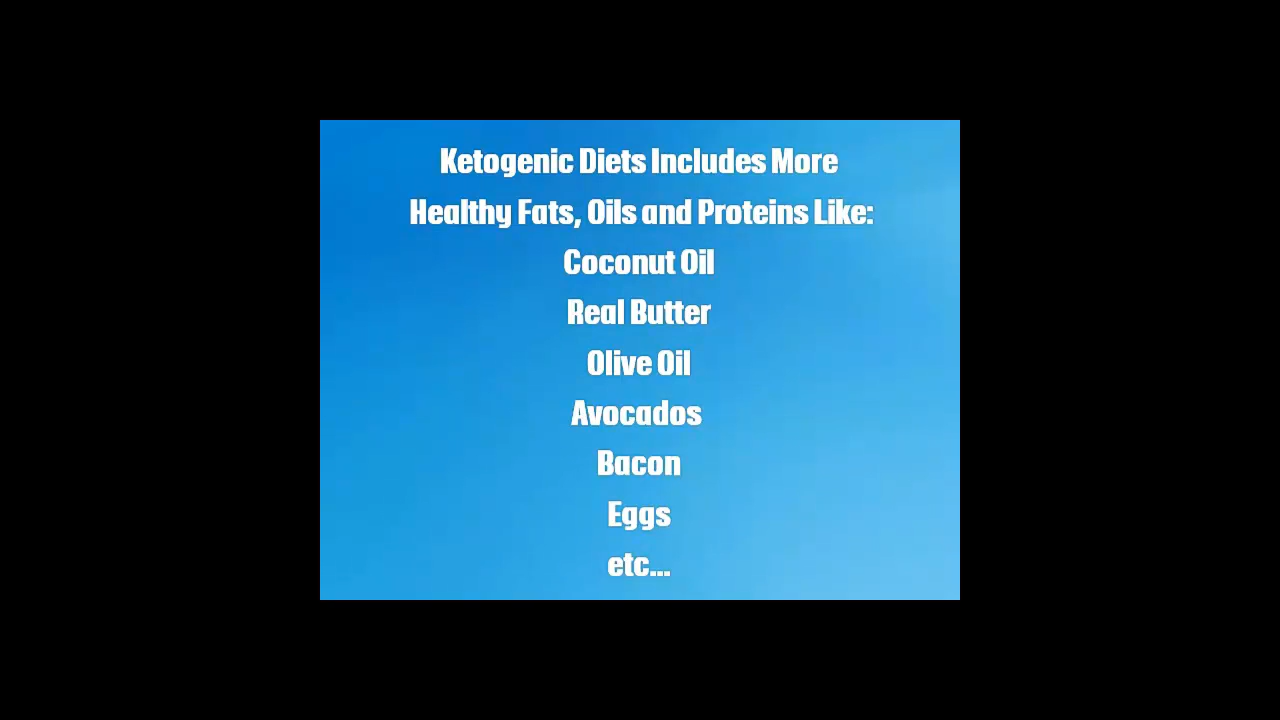 Ketogenic Diets Includes More
Healthy Fats, Oils and Proteins Like:
Coconut Oil
Real Butter
Olive Oil
Avocados
Bacon
Eggs
etc...